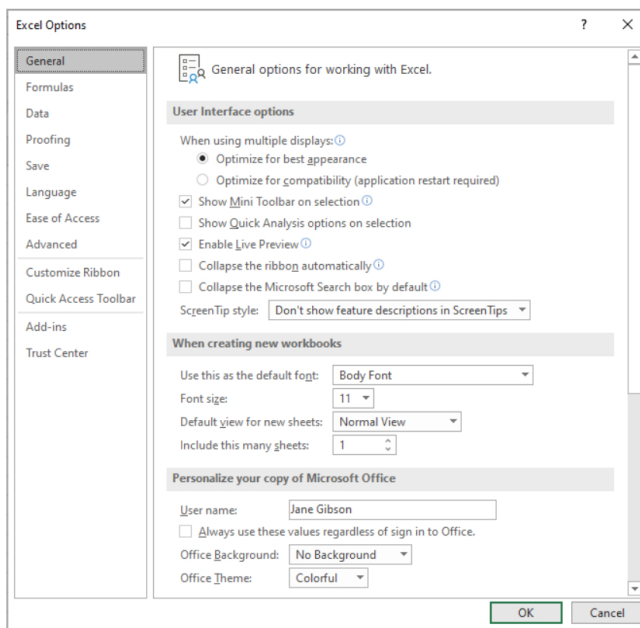 Excel Options ? ×
General
Formulas
Data
Proofing
Save
Language
Ease of Access
Advanced
Customize Ribbon
Quick Access Toolbar
Add-ins
Trust Center
General options for working with Excel.
User Interface options
When using multiple displays:
Optimize for best appearance
Optimize for compatibility (application restart required)
Show Mini Toolbar on selection
Show Quick Analysis options on selection
Enable Live Preview
Collapse the ribbon automatically
Collapse the Microsoft Search box by default
ScreenTip style: Don't show feature descriptions in ScreenTips
When creating new workbooks
Use this as the default font: Body Font
Font size: 11
Default view for new sheets: Normal View
Include this many sheets: 1
Personalize your copy of Microsoft Office
User name: Jane Gibson
Always use these values regardless of sign in to Office.
Office Background: No Background
Office Theme: Colorful
OK Cancel